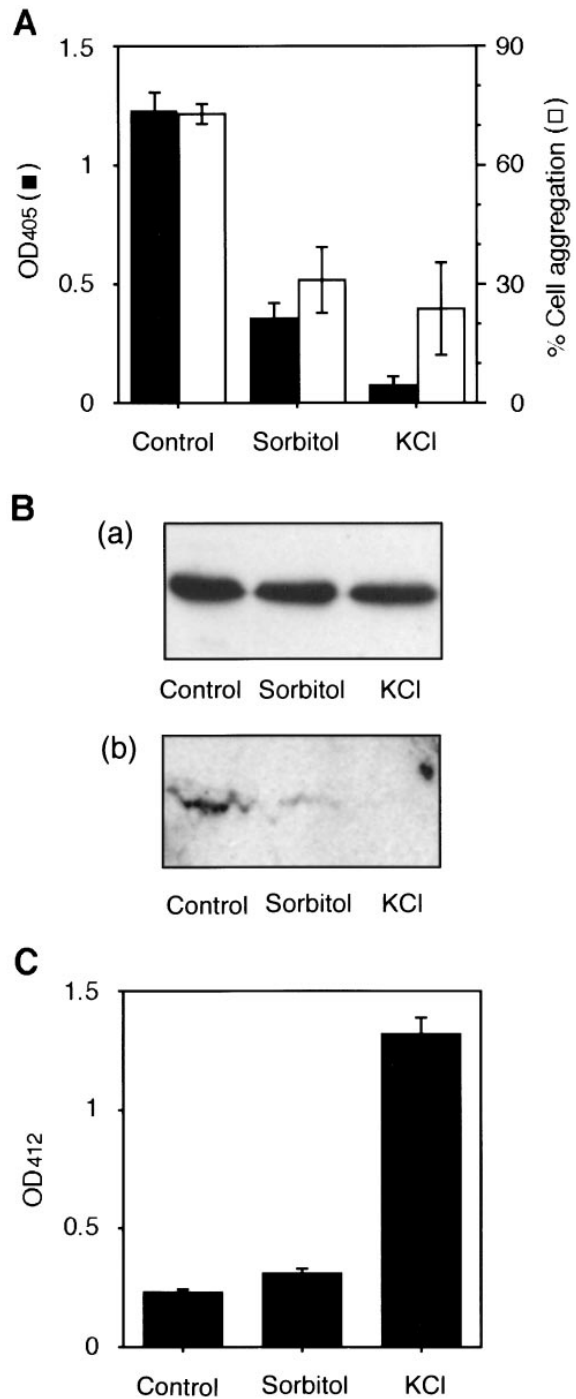 A
1.5
1
0.5
0
OD405 (■)
90
60
30
0
% Cell aggregation (□)
Control Sorbitol KCl
B
(a)
Control Sorbitol KCl
(b)
Control Sorbitol KCl
C
1.5
1
0.5
0
OD412
Control Sorbitol KCl